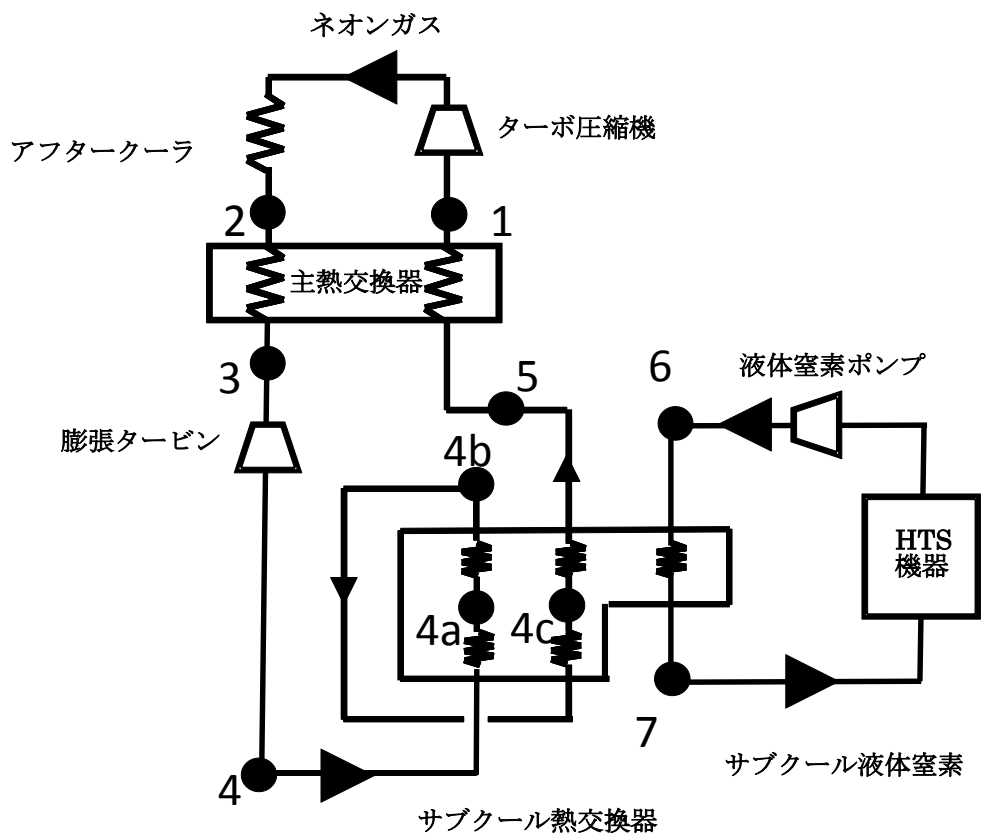 ネオンガス
ターボ圧縮機
アフタークーラ
2
1
主熱交換器
3
5
6
液体窒素ポンプ
膨張タービン
4b
HTS
機器
4a
4c
7
4
サブクール液体窒素
サブクール熱交換器